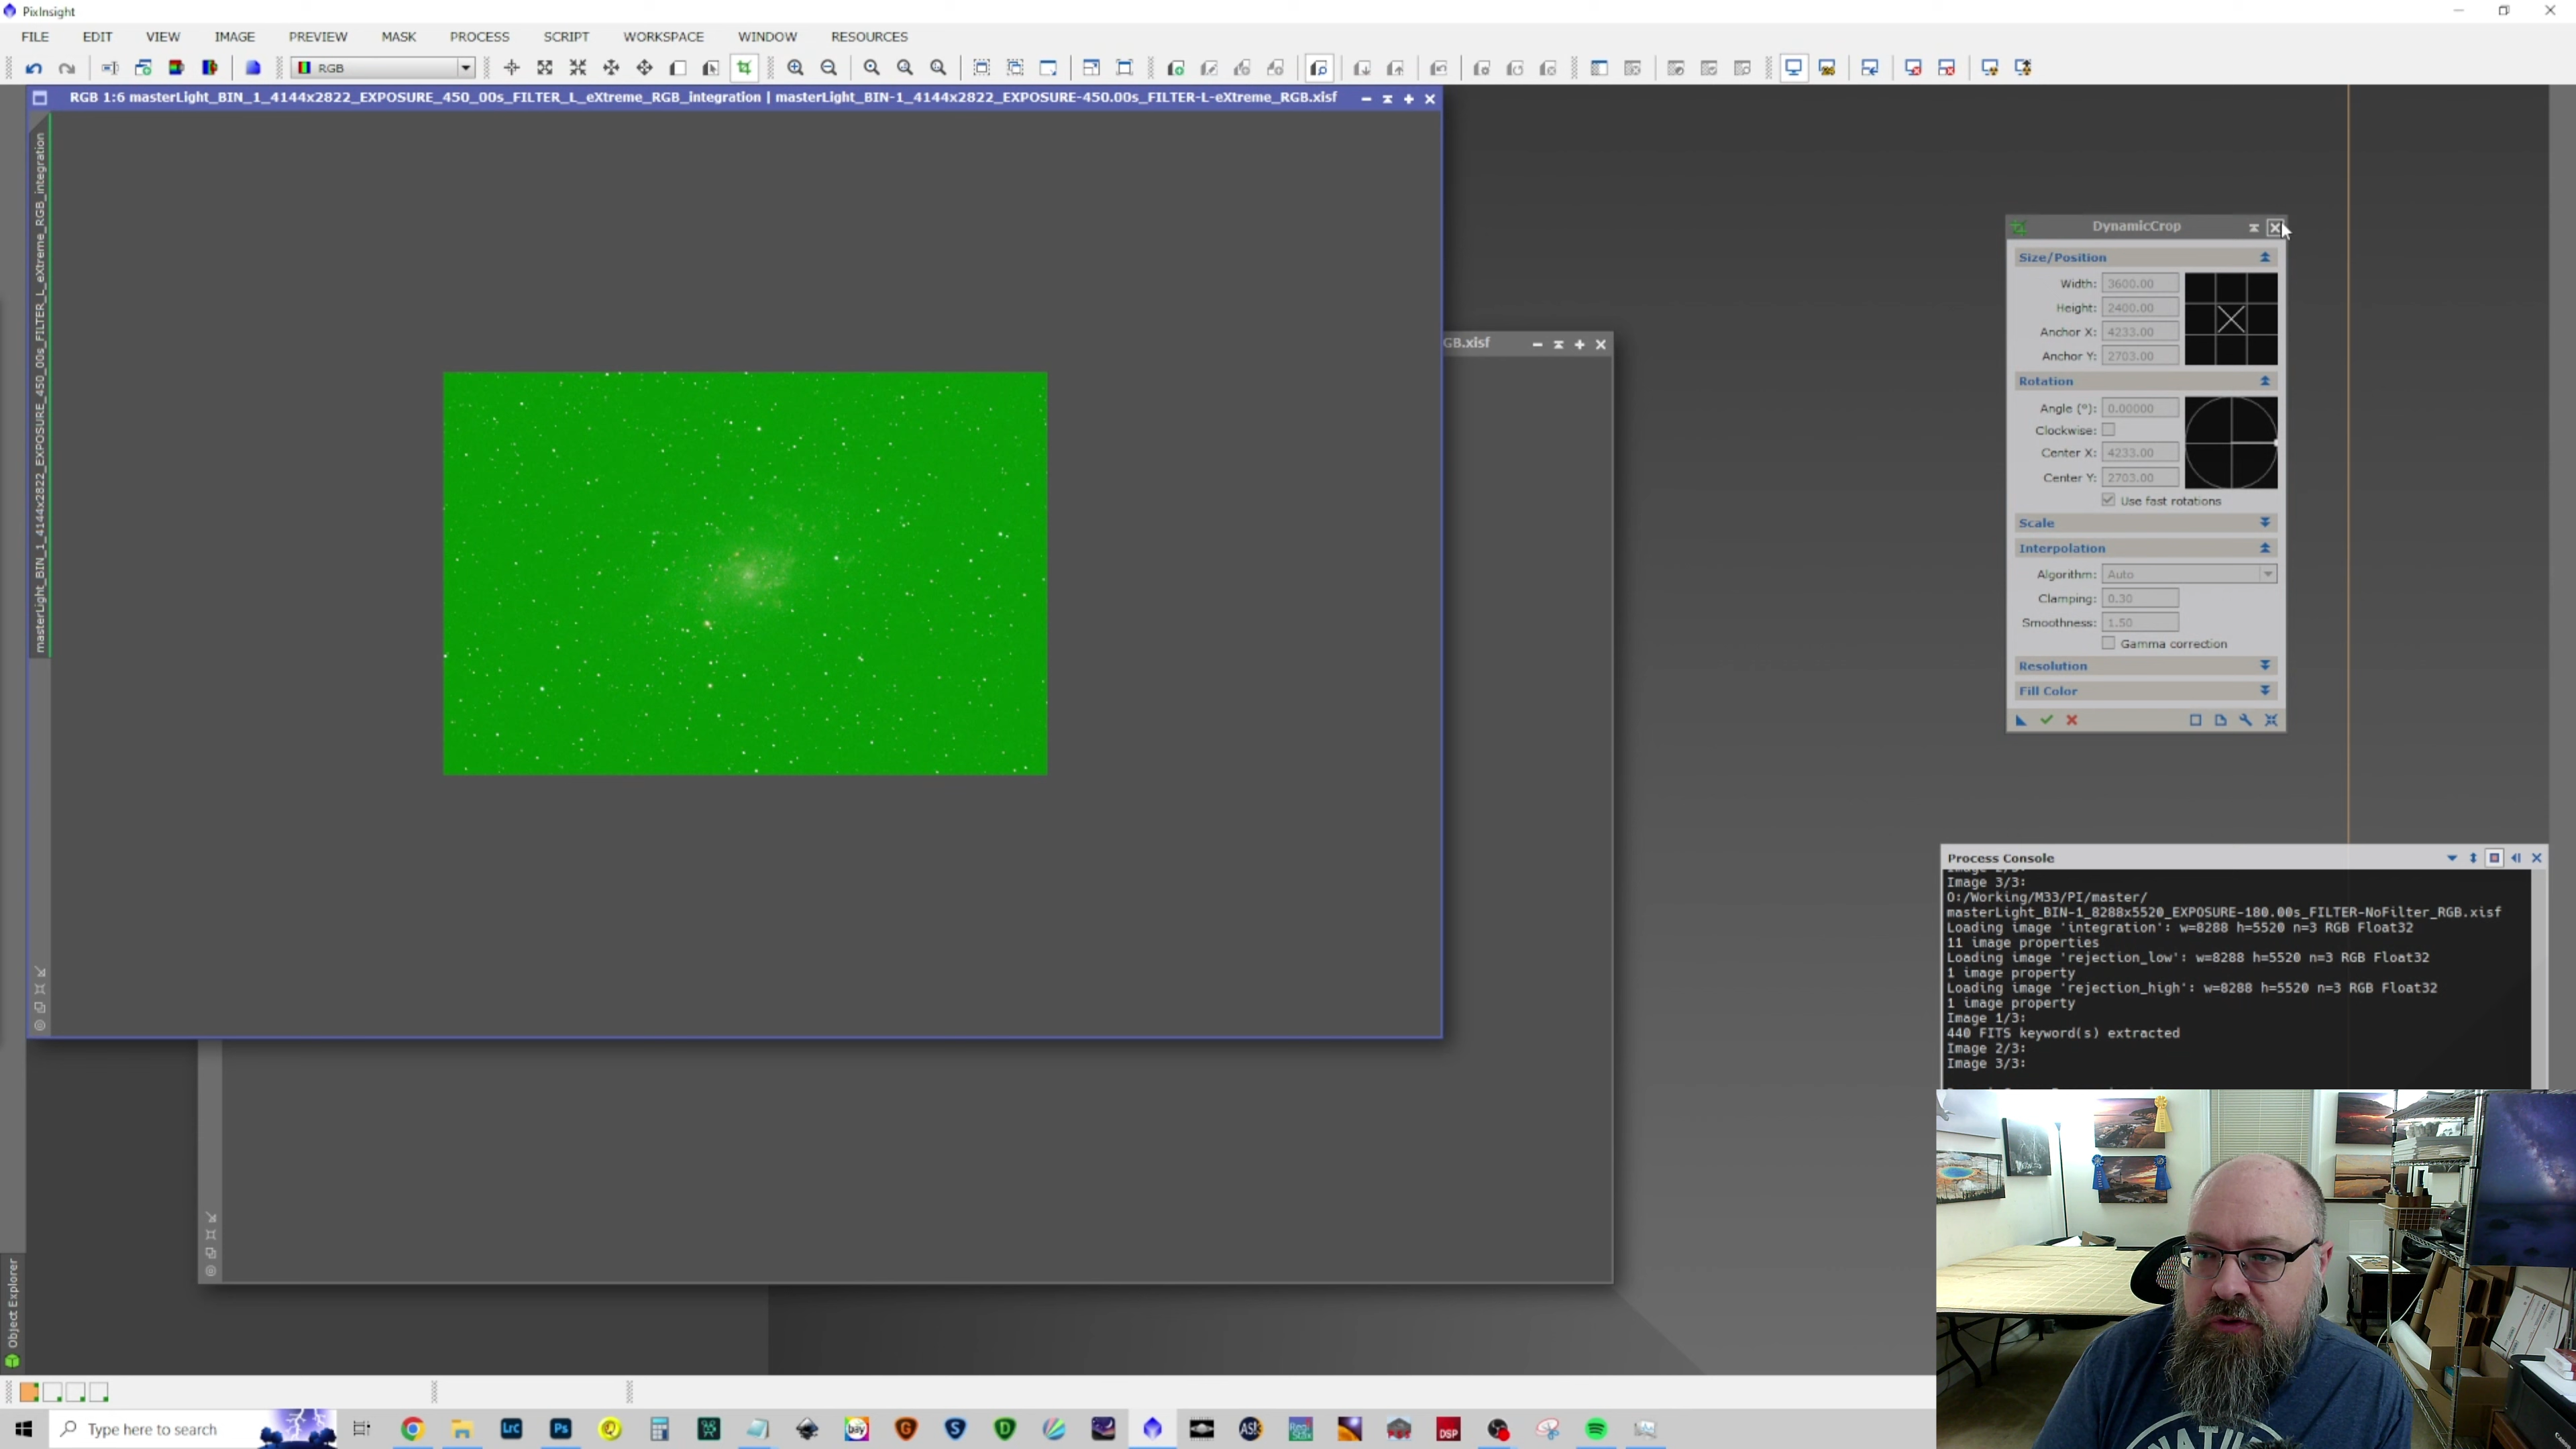 PixInsight
FILE EDIT VIEW IMAGE PREVIEW MASK PROCESS SCRIPT WORKSPACE WINDOW RESOURCES
RGB
RGB 1:6 masterLight_BIN_1_4144x2822_EXPOSURE_450_00s_FILTER_L_eXtreme_RGB_integration | masterLight_BIN-1_4144x2822_EXPOSURE-450.00s_FILTER-L-eXtreme_RGB.xisf
masterLight_BIN_1_4144x2822_EXPOSURE_450_00s_FILTER_L_eXtreme_RGB_integration
GB.xisf
DynamicCrop
Size/Position
Width: 3600.00
Height: 2400.00
Anchor X: 4233.00
Anchor Y: 2703.00
Rotation
Angle (°): 0.00000
Clockwise:
Center X: 4233.00
Center Y: 2703.00
Use fast rotations
Scale
Interpolation
Algorithm: Auto
Clamping: 0.30
Smoothness: 1.50
Gamma correction
Resolution
Fill Color
Process Console
Image 3/3:
O:/Working/M33/PI/master/
masterLight_BIN-1_8288x5520_EXPOSURE-180.00s_FILTER-NoFilter_RGB.xisf
Loading image 'integration': w=8288 h=5520 n=3 RGB Float32
11 image properties
Loading image 'rejection_low': w=8288 h=5520 n=3 RGB Float32
1 image property
Loading image 'rejection_high': w=8288 h=5520 n=3 RGB Float32
1 image property
Image 1/3:
440 FITS keyword(s) extracted
Image 2/3:
Image 3/3:
Object Explorer
Type here to search
Lrc
Ps
bay
G
S
D
AS!
DSP